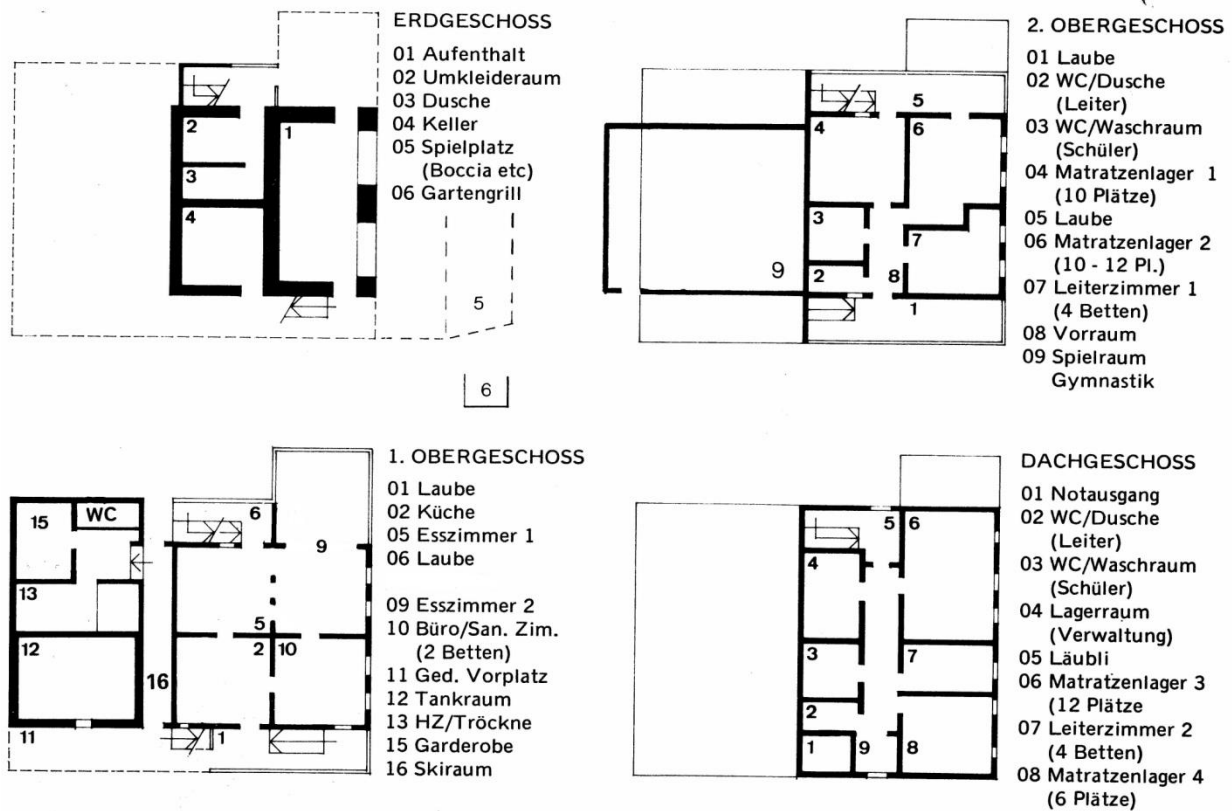 ERDGESCHOSS
01 Aufenthalt
02 Umkleideraum
03 Dusche
04 Keller
05 Spielplatz
(Boccia etc)
06 Gartengrill
2
1
3
4
5
6
2. OBERGESCHOSS
01 Laube
02 WC/Dusche
(Leiter)
03 WC/Waschraum
(Schüler)
04 Matratzenlager 1
(10 Plätze)
05 Laube
06 Matratzenlager 2
(10 - 12 Pl.)
07 Leiterzimmer 1
(4 Betten)
08 Vorraum
09 Spielraum
Gymnastik
5
4
6
3
7
9
2
8
1
1. OBERGESCHOSS
01 Laube
02 Küche
05 Esszimmer 1
06 Laube
09 Esszimmer 2
10 Büro/San. Zim.
(2 Betten)
11 Ged. Vorplatz
12 Tankraum
13 HZ/Tröckne
15 Garderobe
16 Skiraum
15
WC
6
9
13
5
12
2
10
16
11
1
DACHGESCHOSS
01 Notausgang
02 WC/Dusche
(Leiter)
03 WC/Waschraum
(Schüler)
04 Lagerraum
(Verwaltung)
05 Läubli
06 Matratzenlager 3
(12 Plätze
07 Leiterzimmer 2
(4 Betten)
08 Matratzenlager 4
(6 Plätze)
5
6
4
3
7
2
1
9
8